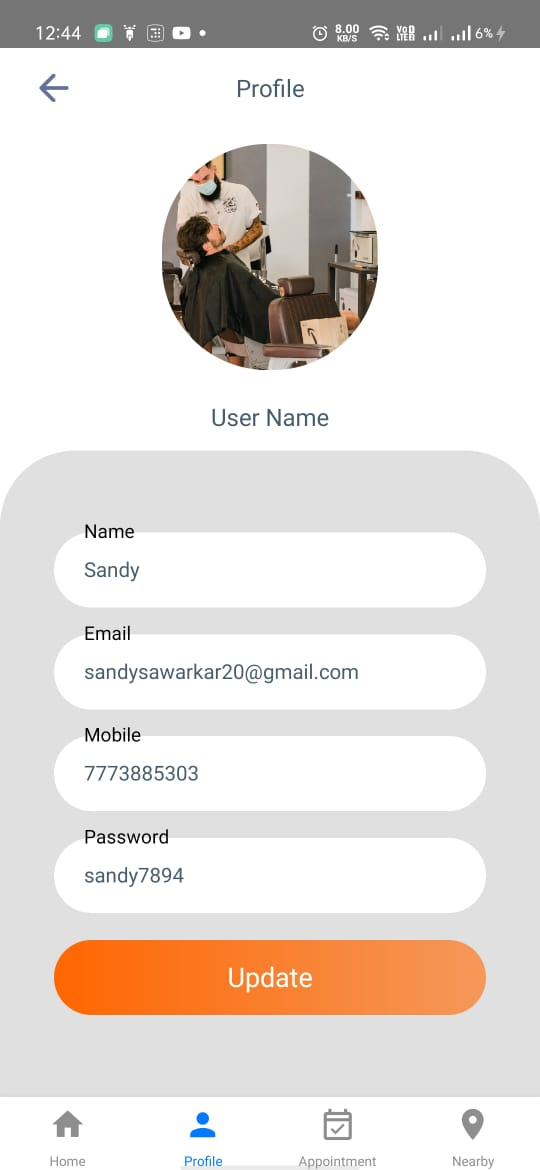 12:44
8.00
KB/S
6%
Profile
User Name
Name
Sandy
Email
sandysawarkar20@gmail.com
Mobile
7773885303
Password
sandy7894
Update
Home
Profile
Appointment
Nearby